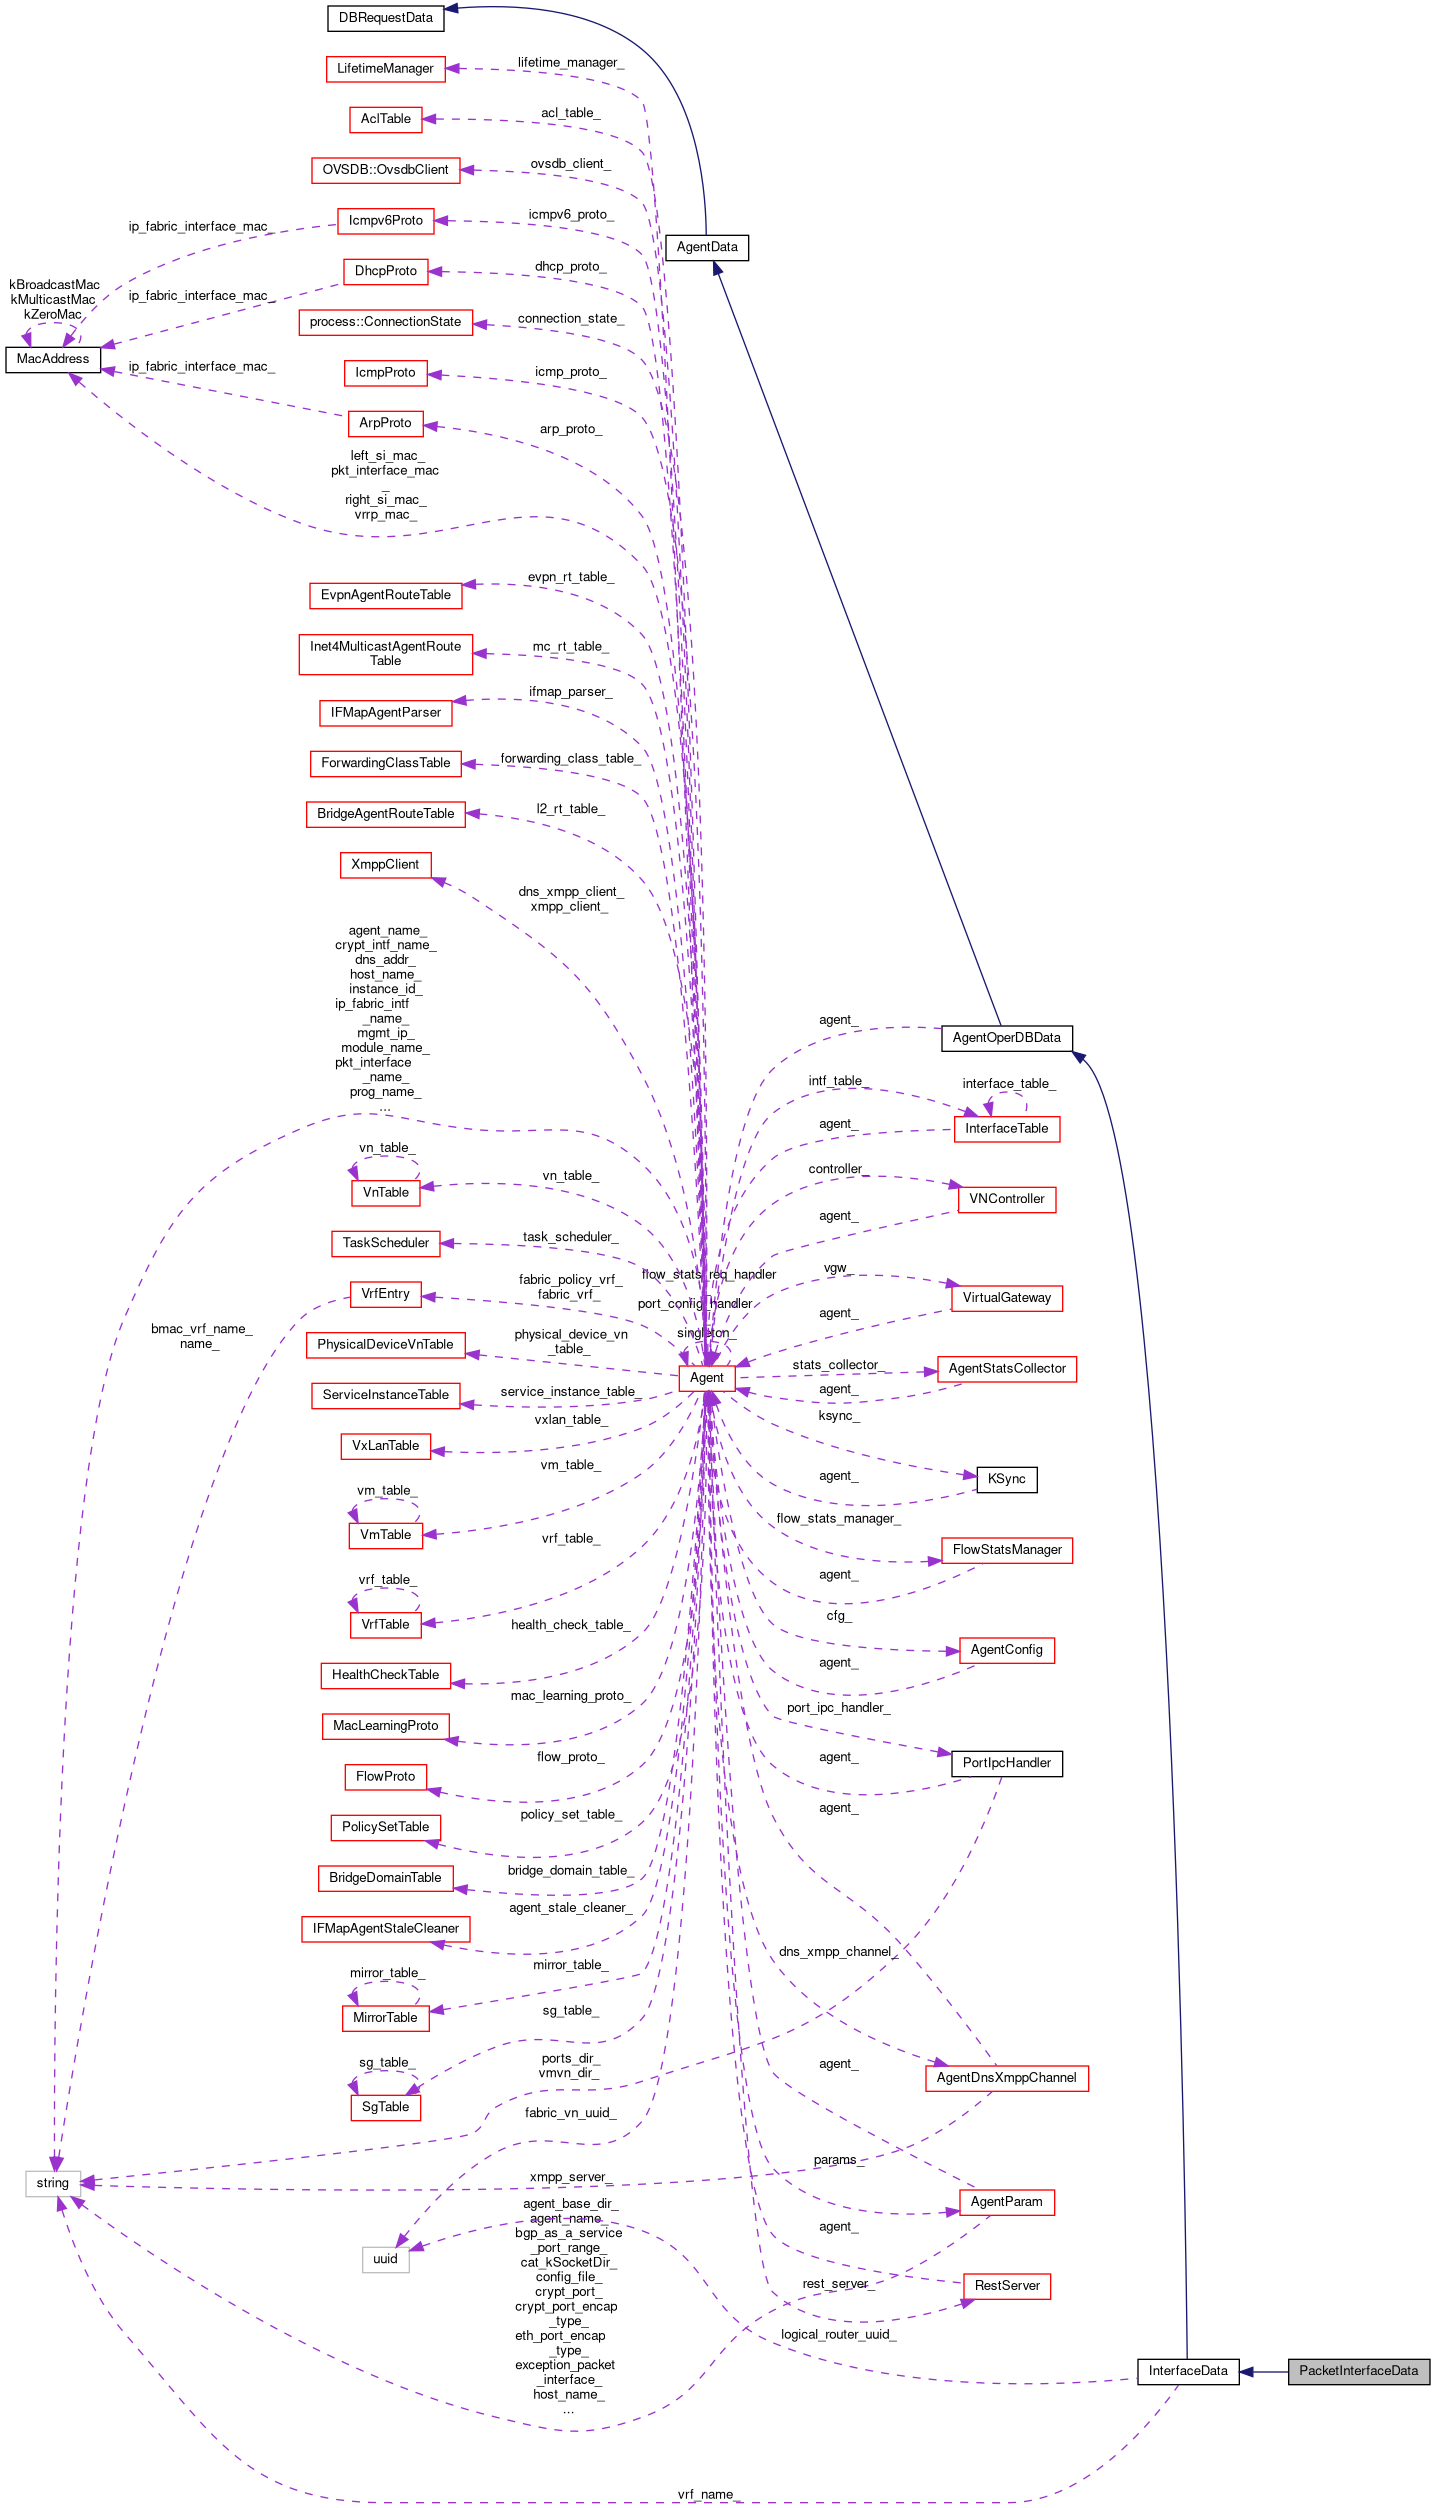 DBRequestData
LifetimeManager
lifetime_manager_
AclTable
acl_table_
OVSDB::OvsdbClient
ovsdb_client_
Icmpv6Proto
icmpv6_proto_
ip_fabric_interface_mac_
AgentData
DhcpProto
dhcp_proto_
ip_fabric_interface_mac_
kBroadcastMac
kMulticastMac
kZeroMac
MacAddress
process::ConnectionState
connection_state_
IcmpProto
icmp_proto_
ip_fabric_interface_mac_
ArpProto
arp_proto_
left_si_mac_
pkt_interface_mac
_
right_si_mac_
vrrp_mac_
EvpnAgentRouteTable
evpn_rt_table_
Inet4MulticastAgentRoute
Table
mc_rt_table_
IFMapAgentParser
ifmap_parser_
ForwardingClassTable
forwarding_class_table_
BridgeAgentRouteTable
l2_rt_table_
XmppClient
dns_xmpp_client_
xmpp_client_
agent_name_
crypt_intf_name_
dns_addr_
host_name_
instance_id_
ip_fabric_intf
_name_
mgmt_ip_
module_name_
pkt_interface
_name_
prog_name_
...
agent_
AgentOperDBData
intf_table_
interface_table_
InterfaceTable
agent_
vn_table_
VnTable
vn_table_
controller_
VNController
agent_
TaskScheduler
task_scheduler_
flow_stats_req_handler
port_config_handler
singleton_
Agent
VrfEntry
fabric_policy_vrf_
fabric_vrf_
bmac_vrf_name_
name_
vgw_
VirtualGateway
agent_
PhysicalDeviceVnTable
physical_device_vn
_table_
stats_collector_
AgentStatsCollector
agent_
ServiceInstanceTable
service_instance_table_
VxLanTable
vxlan_table_
ksync_
KSync
agent_
vm_table_
VmTable
vm_table_
flow_stats_manager_
FlowStatsManager
agent_
vrf_table_
VrfTable
vrf_table_
cfg_
AgentConfig
agent_
HealthCheckTable
health_check_table_
MacLearningProto
mac_learning_proto_
port_ipc_handler_
PortIpcHandler
agent_
FlowProto
flow_proto_
agent_
PolicySetTable
policy_set_table_
BridgeDomainTable
bridge_domain_table_
IFMapAgentStaleCleaner
agent_stale_cleaner_
dns_xmpp_channel_
mirror_table_
MirrorTable
mirror_table_
sg_table_
SgTable
sg_table_
ports_dir_
vmvn_dir_
agent_
AgentDnsXmppChannel
fabric_vn_uuid_
params_
string
xmpp_server_
AgentParam
agent_
uuid
agent_base_dir_
agent_name_
bgp_as_a_service
_port_range_
cat_kSocketDir_
config_file_
crypt_port_
crypt_port_encap
_type_
eth_port_encap
_type_
exception_packet
_interface_
host_name_
...
rest_server_
RestServer
logical_router_uuid_
InterfaceData
PacketInterfaceData
vrf_name_